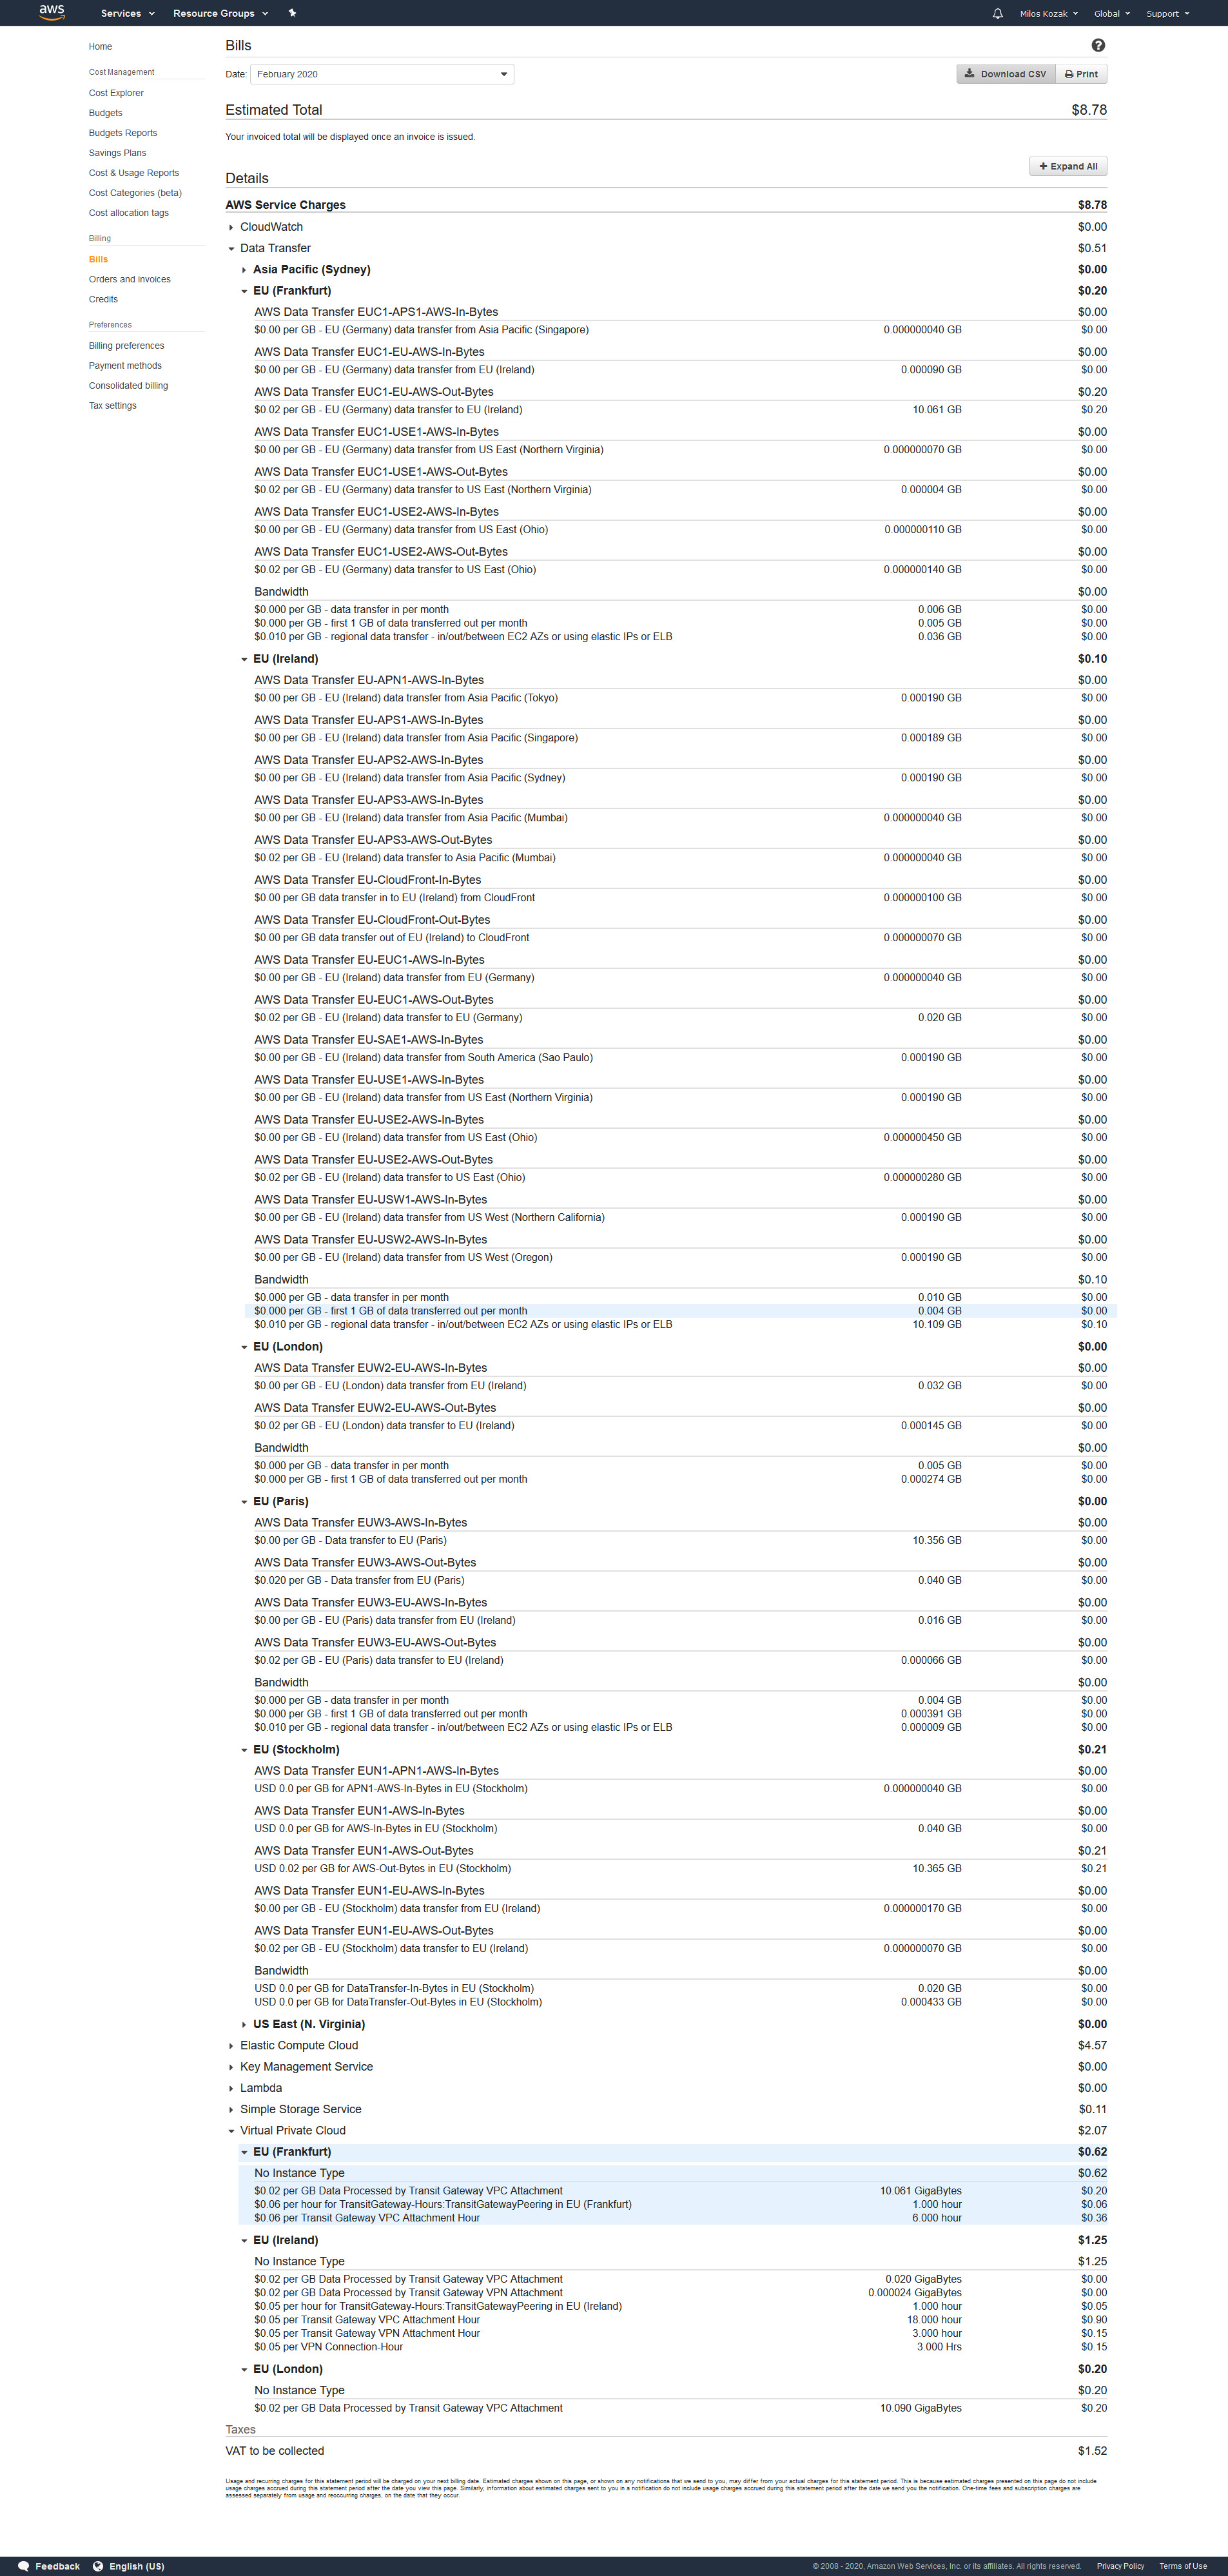 aws Services Resource Groups Milos Kozak Global Support
Home
Cost Management
Cost Explorer
Budgets
Budgets Reports
Savings Plans
Cost & Usage Reports
Cost Categories (beta)
Cost allocation tags
Billing
Bills
Orders and invoices
Credits
Preferences
Billing preferences
Payment methods
Consolidated billing
Tax settings
Bills ?
Date: February 2020 Download CSV Print
Estimated Total $8.78
Your invoiced total will be displayed once an invoice is issued.
+ Expand All
Details
AWS Service Charges $8.78
CloudWatch $0.00
Data Transfer $0.51
Asia Pacific (Sydney) $0.00
EU (Frankfurt) $0.20
AWS Data Transfer EUC1-APS1-AWS-In-Bytes $0.00
$0.00 per GB - EU (Germany) data transfer from Asia Pacific (Singapore) 0.000000040 GB $0.00
AWS Data Transfer EUC1-EU-AWS-In-Bytes $0.00
$0.00 per GB - EU (Germany) data transfer from EU (Ireland) 0.000090 GB $0.00
AWS Data Transfer EUC1-EU-AWS-Out-Bytes $0.20
$0.02 per GB - EU (Germany) data transfer to EU (Ireland) 10.061 GB $0.20
AWS Data Transfer EUC1-USE1-AWS-In-Bytes $0.00
$0.00 per GB - EU (Germany) data transfer from US East (Northern Virginia) 0.000000070 GB $0.00
AWS Data Transfer EUC1-USE1-AWS-Out-Bytes $0.00
$0.02 per GB - EU (Germany) data transfer to US East (Northern Virginia) 0.000004 GB $0.00
AWS Data Transfer EUC1-USE2-AWS-In-Bytes $0.00
$0.00 per GB - EU (Germany) data transfer from US East (Ohio) 0.000000110 GB $0.00
AWS Data Transfer EUC1-USE2-AWS-Out-Bytes $0.00
$0.02 per GB - EU (Germany) data transfer to US East (Ohio) 0.000000140 GB $0.00
Bandwidth $0.00
$0.000 per GB - data transfer in per month 0.006 GB $0.00
$0.000 per GB - first 1 GB of data transferred out per month 0.005 GB $0.00
$0.010 per GB - regional data transfer - in/out/between EC2 AZs or using elastic IPs or ELB 0.036 GB $0.00
EU (Ireland) $0.10
AWS Data Transfer EU-APN1-AWS-In-Bytes $0.00
$0.00 per GB - EU (Ireland) data transfer from Asia Pacific (Tokyo) 0.000190 GB $0.00
AWS Data Transfer EU-APS1-AWS-In-Bytes $0.00
$0.00 per GB - EU (Ireland) data transfer from Asia Pacific (Singapore) 0.000189 GB $0.00
AWS Data Transfer EU-APS2-AWS-In-Bytes $0.00
$0.00 per GB - EU (Ireland) data transfer from Asia Pacific (Sydney) 0.000190 GB $0.00
AWS Data Transfer EU-APS3-AWS-In-Bytes $0.00
$0.00 per GB - EU (Ireland) data transfer from Asia Pacific (Mumbai) 0.000000040 GB $0.00
AWS Data Transfer EU-APS3-AWS-Out-Bytes $0.00
$0.02 per GB - EU (Ireland) data transfer to Asia Pacific (Mumbai) 0.000000040 GB $0.00
AWS Data Transfer EU-CloudFront-In-Bytes $0.00
$0.00 per GB data transfer in to EU (Ireland) from CloudFront 0.000000100 GB $0.00
AWS Data Transfer EU-CloudFront-Out-Bytes $0.00
$0.00 per GB data transfer out of EU (Ireland) to CloudFront 0.000000070 GB $0.00
AWS Data Transfer EU-EUC1-AWS-In-Bytes $0.00
$0.00 per GB - EU (Ireland) data transfer from EU (Germany) 0.000000040 GB $0.00
AWS Data Transfer EU-EUC1-AWS-Out-Bytes $0.00
$0.02 per GB - EU (Ireland) data transfer to EU (Germany) 0.020 GB $0.00
AWS Data Transfer EU-SAE1-AWS-In-Bytes $0.00
$0.00 per GB - EU (Ireland) data transfer from South America (Sao Paulo) 0.000190 GB $0.00
AWS Data Transfer EU-USE1-AWS-In-Bytes $0.00
$0.00 per GB - EU (Ireland) data transfer from US East (Northern Virginia) 0.000190 GB $0.00
AWS Data Transfer EU-USE2-AWS-In-Bytes $0.00
$0.00 per GB - EU (Ireland) data transfer from US East (Ohio) 0.000000450 GB $0.00
AWS Data Transfer EU-USE2-AWS-Out-Bytes $0.00
$0.02 per GB - EU (Ireland) data transfer to US East (Ohio) 0.000000280 GB $0.00
AWS Data Transfer EU-USW1-AWS-In-Bytes $0.00
$0.00 per GB - EU (Ireland) data transfer from US West (Northern California) 0.000190 GB $0.00
AWS Data Transfer EU-USW2-AWS-In-Bytes $0.00
$0.00 per GB - EU (Ireland) data transfer from US West (Oregon) 0.000190 GB $0.00
Bandwidth $0.10
$0.000 per GB - data transfer in per month 0.010 GB $0.00
$0.000 per GB - first 1 GB of data transferred out per month 0.004 GB $0.00
$0.010 per GB - regional data transfer - in/out/between EC2 AZs or using elastic IPs or ELB 10.109 GB $0.10
EU (London) $0.00
AWS Data Transfer EUW2-EU-AWS-In-Bytes $0.00
$0.00 per GB - EU (London) data transfer from EU (Ireland) 0.032 GB $0.00
AWS Data Transfer EUW2-EU-AWS-Out-Bytes $0.00
$0.02 per GB - EU (London) data transfer to EU (Ireland) 0.000145 GB $0.00
Bandwidth $0.00
$0.000 per GB - data transfer in per month 0.005 GB $0.00
$0.000 per GB - first 1 GB of data transferred out per month 0.000274 GB $0.00
EU (Paris) $0.00
AWS Data Transfer EUW3-AWS-In-Bytes $0.00
$0.00 per GB - Data transfer to EU (Paris) 10.356 GB $0.00
AWS Data Transfer EUW3-AWS-Out-Bytes $0.00
$0.020 per GB - Data transfer from EU (Paris) 0.040 GB $0.00
AWS Data Transfer EUW3-EU-AWS-In-Bytes $0.00
$0.00 per GB - EU (Paris) data transfer from EU (Ireland) 0.016 GB $0.00
AWS Data Transfer EUW3-EU-AWS-Out-Bytes $0.00
$0.02 per GB - EU (Paris) data transfer to EU (Ireland) 0.000066 GB $0.00
Bandwidth $0.00
$0.000 per GB - data transfer in per month 0.004 GB $0.00
$0.000 per GB - first 1 GB of data transferred out per month 0.000391 GB $0.00
$0.010 per GB - regional data transfer - in/out/between EC2 AZs or using elastic IPs or ELB 0.000009 GB $0.00
EU (Stockholm) $0.21
AWS Data Transfer EUN1-APN1-AWS-In-Bytes $0.00
USD 0.0 per GB for APN1-AWS-In-Bytes in EU (Stockholm) 0.000000040 GB $0.00
AWS Data Transfer EUN1-AWS-In-Bytes $0.00
USD 0.0 per GB for AWS-In-Bytes in EU (Stockholm) 0.040 GB $0.00
AWS Data Transfer EUN1-AWS-Out-Bytes $0.21
USD 0.02 per GB for AWS-Out-Bytes in EU (Stockholm) 10.365 GB $0.21
AWS Data Transfer EUN1-EU-AWS-In-Bytes $0.00
$0.00 per GB - EU (Stockholm) data transfer from EU (Ireland) 0.000000170 GB $0.00
AWS Data Transfer EUN1-EU-AWS-Out-Bytes $0.00
$0.02 per GB - EU (Stockholm) data transfer to EU (Ireland) 0.000000070 GB $0.00
Bandwidth $0.00
USD 0.0 per GB for DataTransfer-In-Bytes in EU (Stockholm) 0.020 GB $0.00
USD 0.0 per GB for DataTransfer-Out-Bytes in EU (Stockholm) 0.000433 GB $0.00
US East (N. Virginia) $0.00
Elastic Compute Cloud $4.57
Key Management Service $0.00
Lambda $0.00
Simple Storage Service $0.11
Virtual Private Cloud $2.07
EU (Frankfurt) $0.62
No Instance Type $0.62
$0.02 per GB Data Processed by Transit Gateway VPC Attachment 10.061 GigaBytes $0.20
$0.06 per hour for TransitGateway-Hours:TransitGatewayPeering in EU (Frankfurt) 1.000 hour $0.06
$0.06 per Transit Gateway VPC Attachment Hour 6.000 hour $0.36
EU (Ireland) $1.25
No Instance Type $1.25
$0.02 per GB Data Processed by Transit Gateway VPC Attachment 0.020 GigaBytes $0.00
$0.02 per GB Data Processed by Transit Gateway VPN Attachment 0.000024 GigaBytes $0.00
$0.05 per hour for TransitGateway-Hours:TransitGatewayPeering in EU (Ireland) 1.000 hour $0.05
$0.05 per Transit Gateway VPC Attachment Hour 18.000 hour $0.90
$0.05 per Transit Gateway VPN Attachment Hour 3.000 hour $0.15
$0.05 per VPN Connection-Hour 3.000 Hrs $0.15
EU (London) $0.20
No Instance Type $0.20
$0.02 per GB Data Processed by Transit Gateway VPC Attachment 10.090 GigaBytes $0.20
Taxes
VAT to be collected $1.52
Usage and recurring charges for this statement period will be charged on your next billing date. Estimated charges shown on this page, or shown on any notifications that we send to you, may differ from your actual charges for this statement period. This is because estimated charges presented on this page do not include
usage charges accrued during this statement period after the date you view this page. Similarly, information about estimated charges sent to you in a notification do not include usage charges accrued during this statement period after the date we send you the notification. One-time fees and subscription charges are
assessed separately from usage and reoccurring charges, on the date that they occur.
Feedback English (US) © 2008 - 2020, Amazon Web Services, Inc. or its affiliates. All rights reserved. Privacy Policy Terms of Use